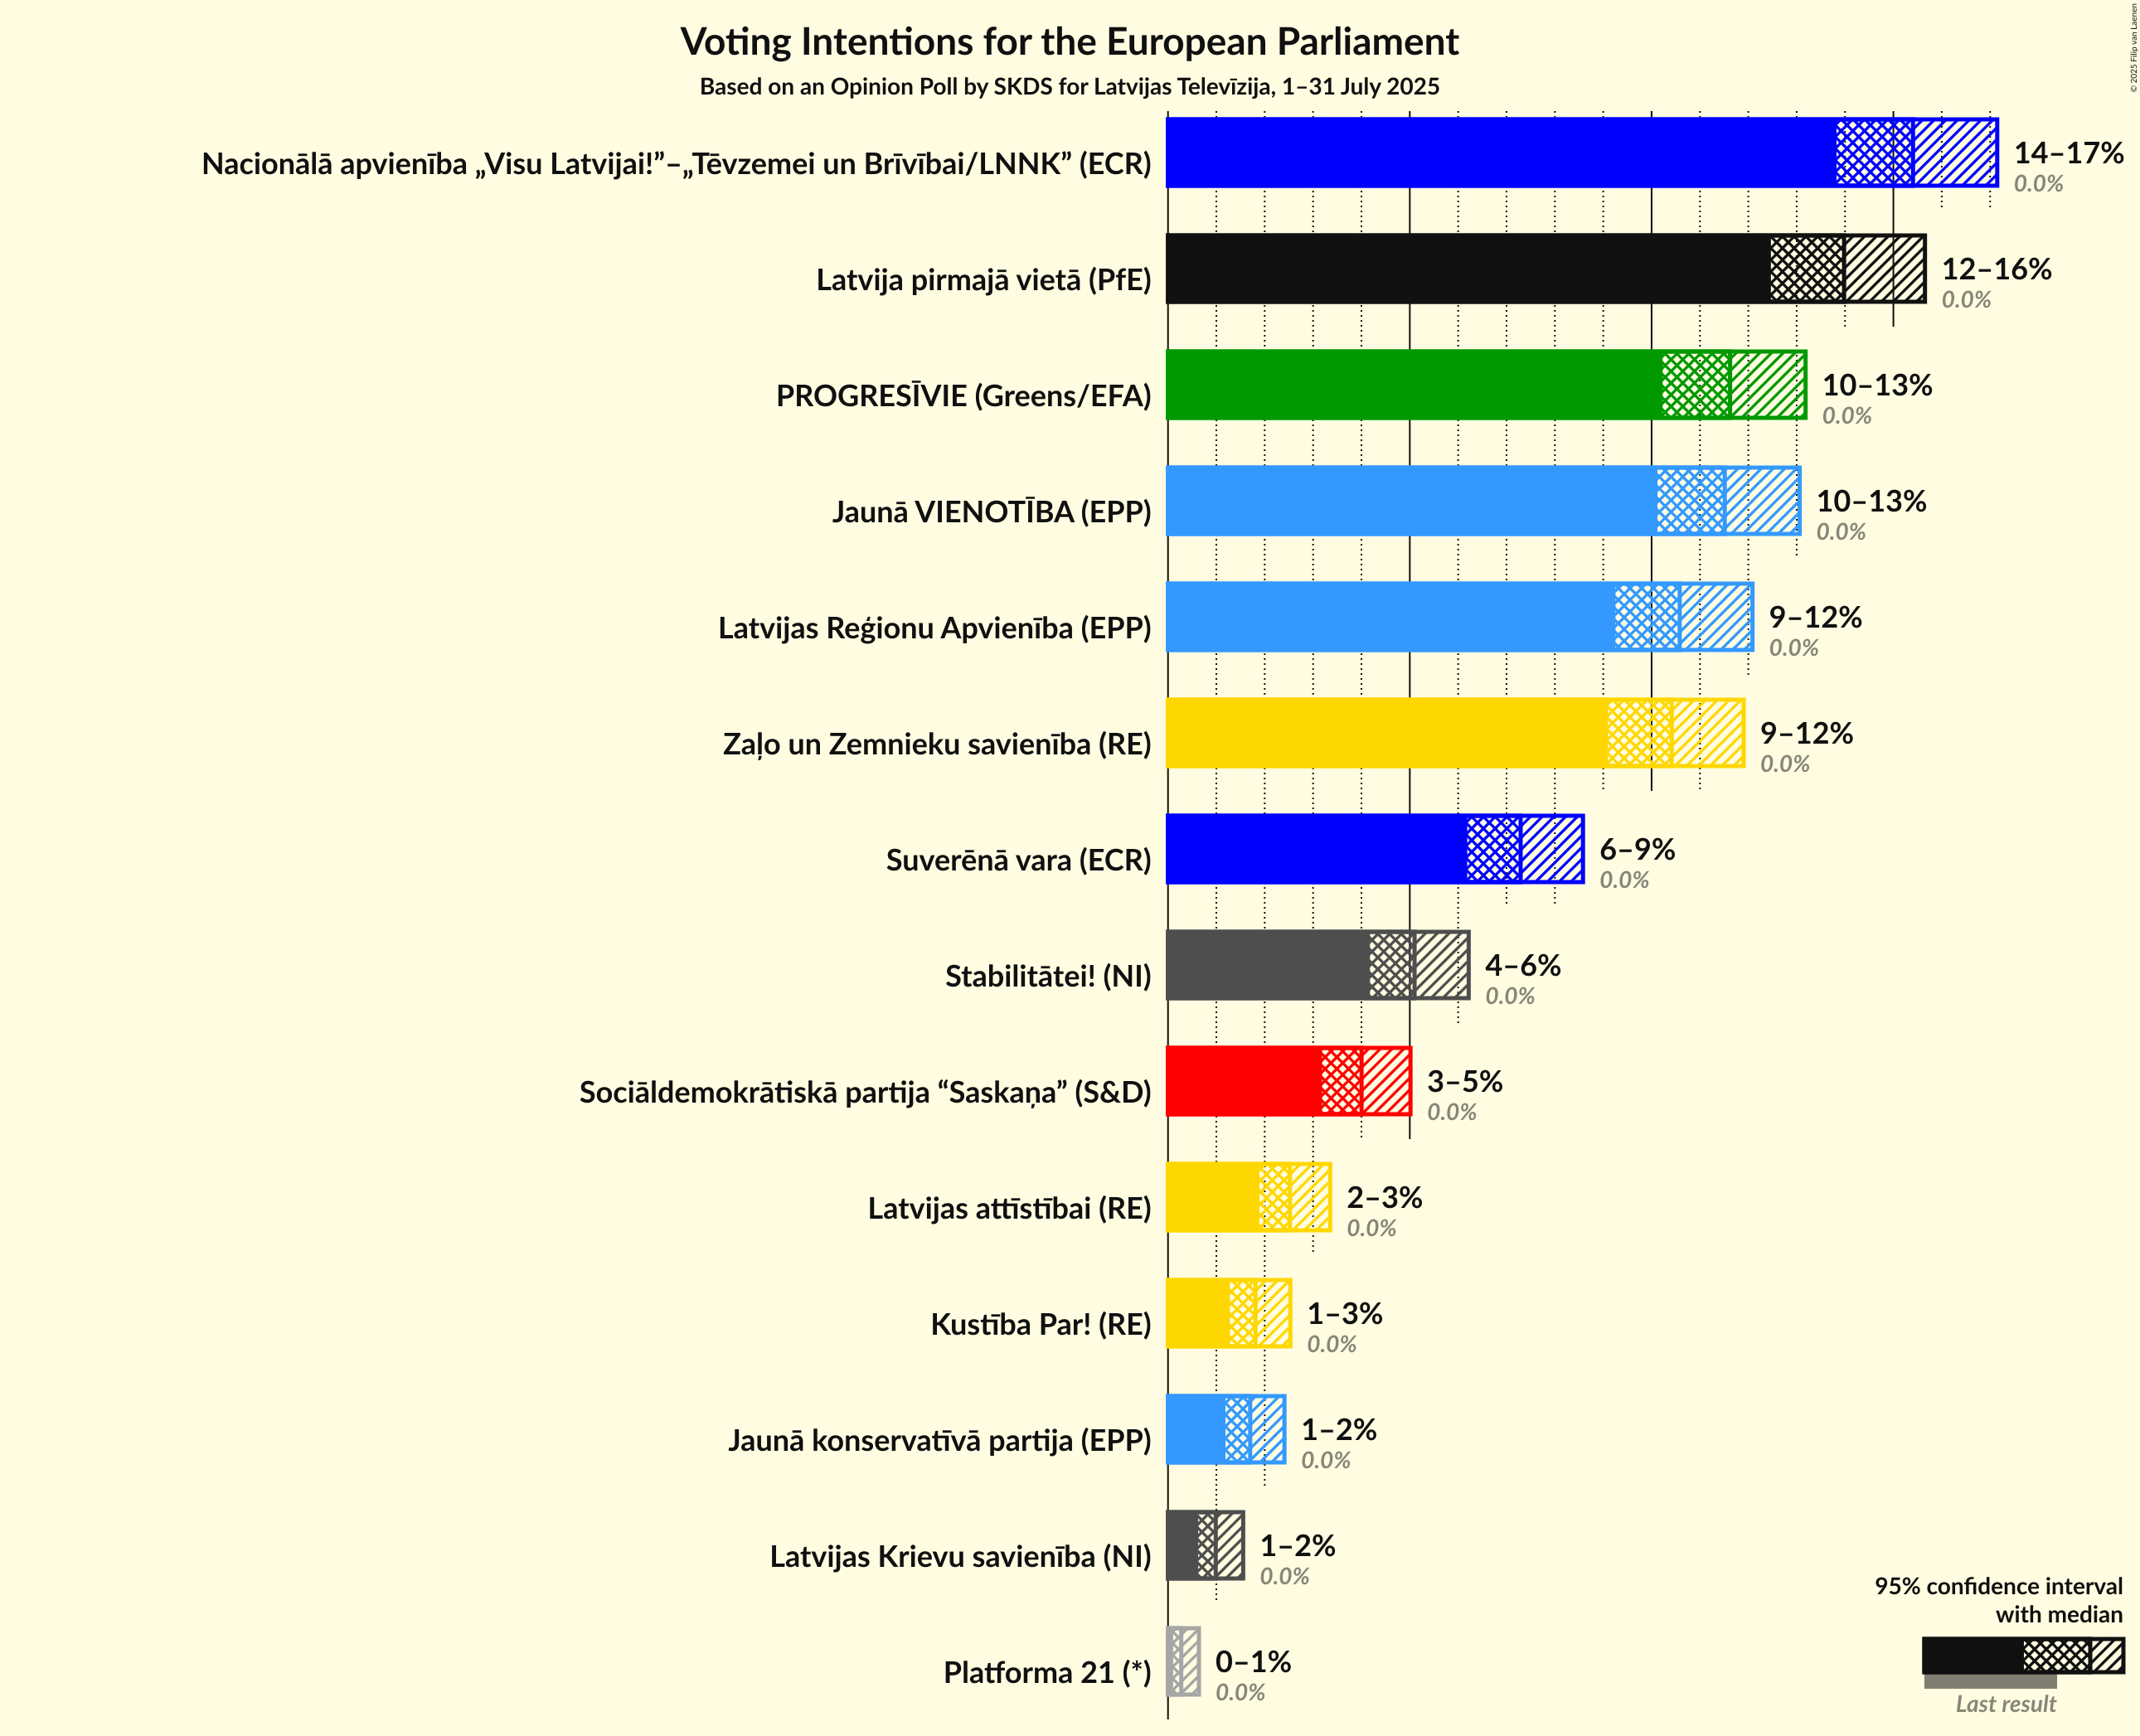 © 2025 Filip van Laenen
Voting Intentions for the European Parliament
Based on an Opinion Poll by SKDS for Latvijas Televīzija, 1–31 July 2025
Nacionālā apvienība „Visu Latvijai!”–„Tēvzemei un Brīvībai/LNNK” (ECR)
14–17%
0.0%
Latvija pirmajā vietā (PfE)
12–16%
0.0%
PROGRESĪVIE (Greens/EFA)
10–13%
0.0%
Jaunā VIENOTĪBA (EPP)
10–13%
0.0%
Latvijas Reģionu Apvienība (EPP)
9–12%
0.0%
Zaļo un Zemnieku savienība (RE)
9–12%
0.0%
Suverēnā vara (ECR)
6–9%
0.0%
Stabilitātei! (NI)
4–6%
0.0%
Sociāldemokrātiskā partija “Saskaņa” (S&D)
3–5%
0.0%
Latvijas attīstībai (RE)
2–3%
0.0%
Kustība Par! (RE)
1–3%
0.0%
Jaunā konservatīvā partija (EPP)
1–2%
0.0%
Latvijas Krievu savienība (NI)
1–2%
0.0%
Platforma 21 (*)
0–1%
0.0%
95% confidence interval
with median
Last result